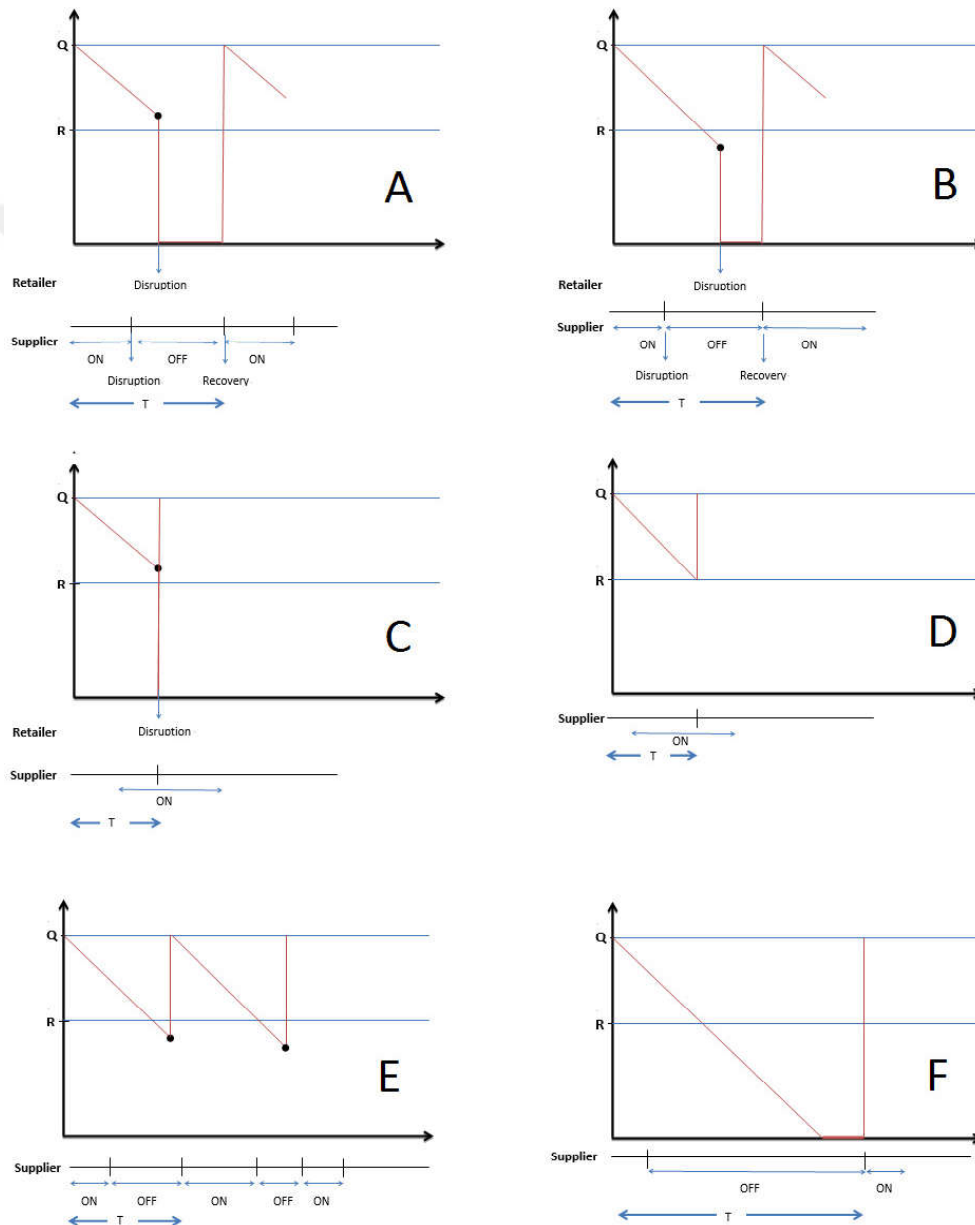 Q
R
A
Retailer
Disruption
Supplier
ON OFF ON
Disruption Recovery
T
Q
R
B
Retailer
Disruption
Supplier
ON OFF ON
Disruption Recovery
T
Q
R
C
Retailer
Disruption
Supplier
ON
T
Q
R
D
Supplier
ON
T
Q
R
E
Supplier
ON OFF ON OFF ON
T
Q
R
F
Supplier
OFF ON
T